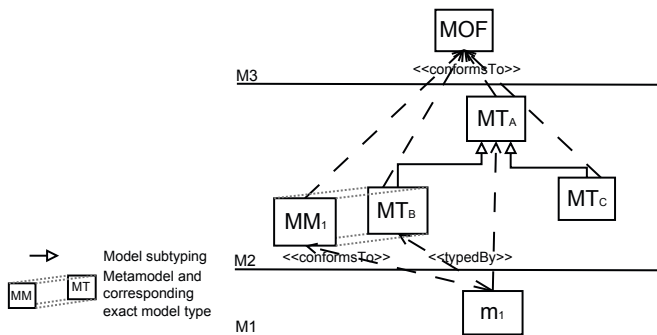 MOF
<<conformsTo>>
M3
MTA
MM1
MTB
MTC
M2
<<conformsTo>>
<<typedBy>>
m1
M1
Model subtyping
MM
MT
Metamodel and
corresponding
exact model type